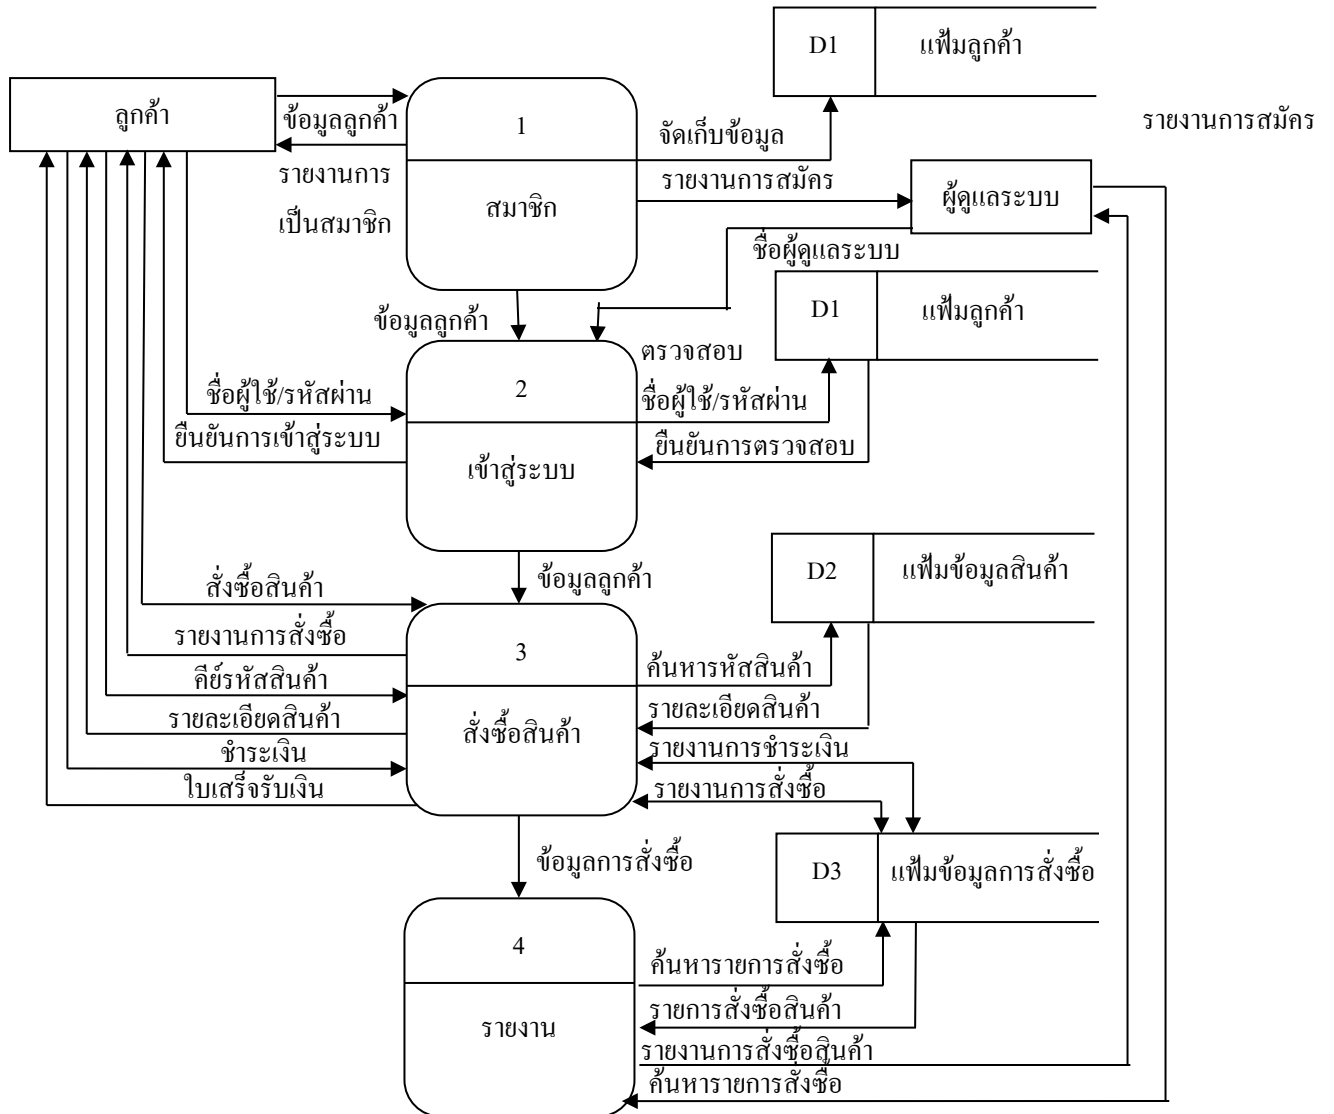 D1
แฟ้มลูกค้า
ลูกค้า
ข้อมูลลูกค้า
1
จัดเก็บข้อมูล
รายงานการสมัคร
รายงานการ
เป็นสมาชิก
สมาชิก
รายงานการสมัคร
ผู้ดูแลระบบ
ชื่อผู้ดูแลระบบ
ข้อมูลลูกค้า
D1
แฟ้มลูกค้า
ตรวจสอบ
ชื่อผู้ใช้/รหัสผ่าน
2
ชื่อผู้ใช้/รหัสผ่าน
ยืนยันการเข้าสู่ระบบ
ยืนยันการตรวจสอบ
เข้าสู่ระบบ
ข้อมูลลูกค้า
D2
แฟ้มข้อมูลสินค้า
สั่งซื้อสินค้า
รายงานการสั่งซื้อ
3
ค้นหารหัสสินค้า
คีย์รหัสสินค้า
รายละเอียดสินค้า
รายละเอียดสินค้า
สั่งซื้อสินค้า
ชำระเงิน
รายงานการชำระเงิน
ใบเสร็จรับเงิน
รายงานการสั่งซื้อ
ข้อมูลการสั่งซื้อ
D3
แฟ้มข้อมูลการสั่งซื้อ
4
ค้นหารายการสั่งซื้อ
รายการสั่งซื้อสินค้า
รายงาน
รายงานการสั่งซื้อสินค้า
ค้นหารายการสั่งซื้อ